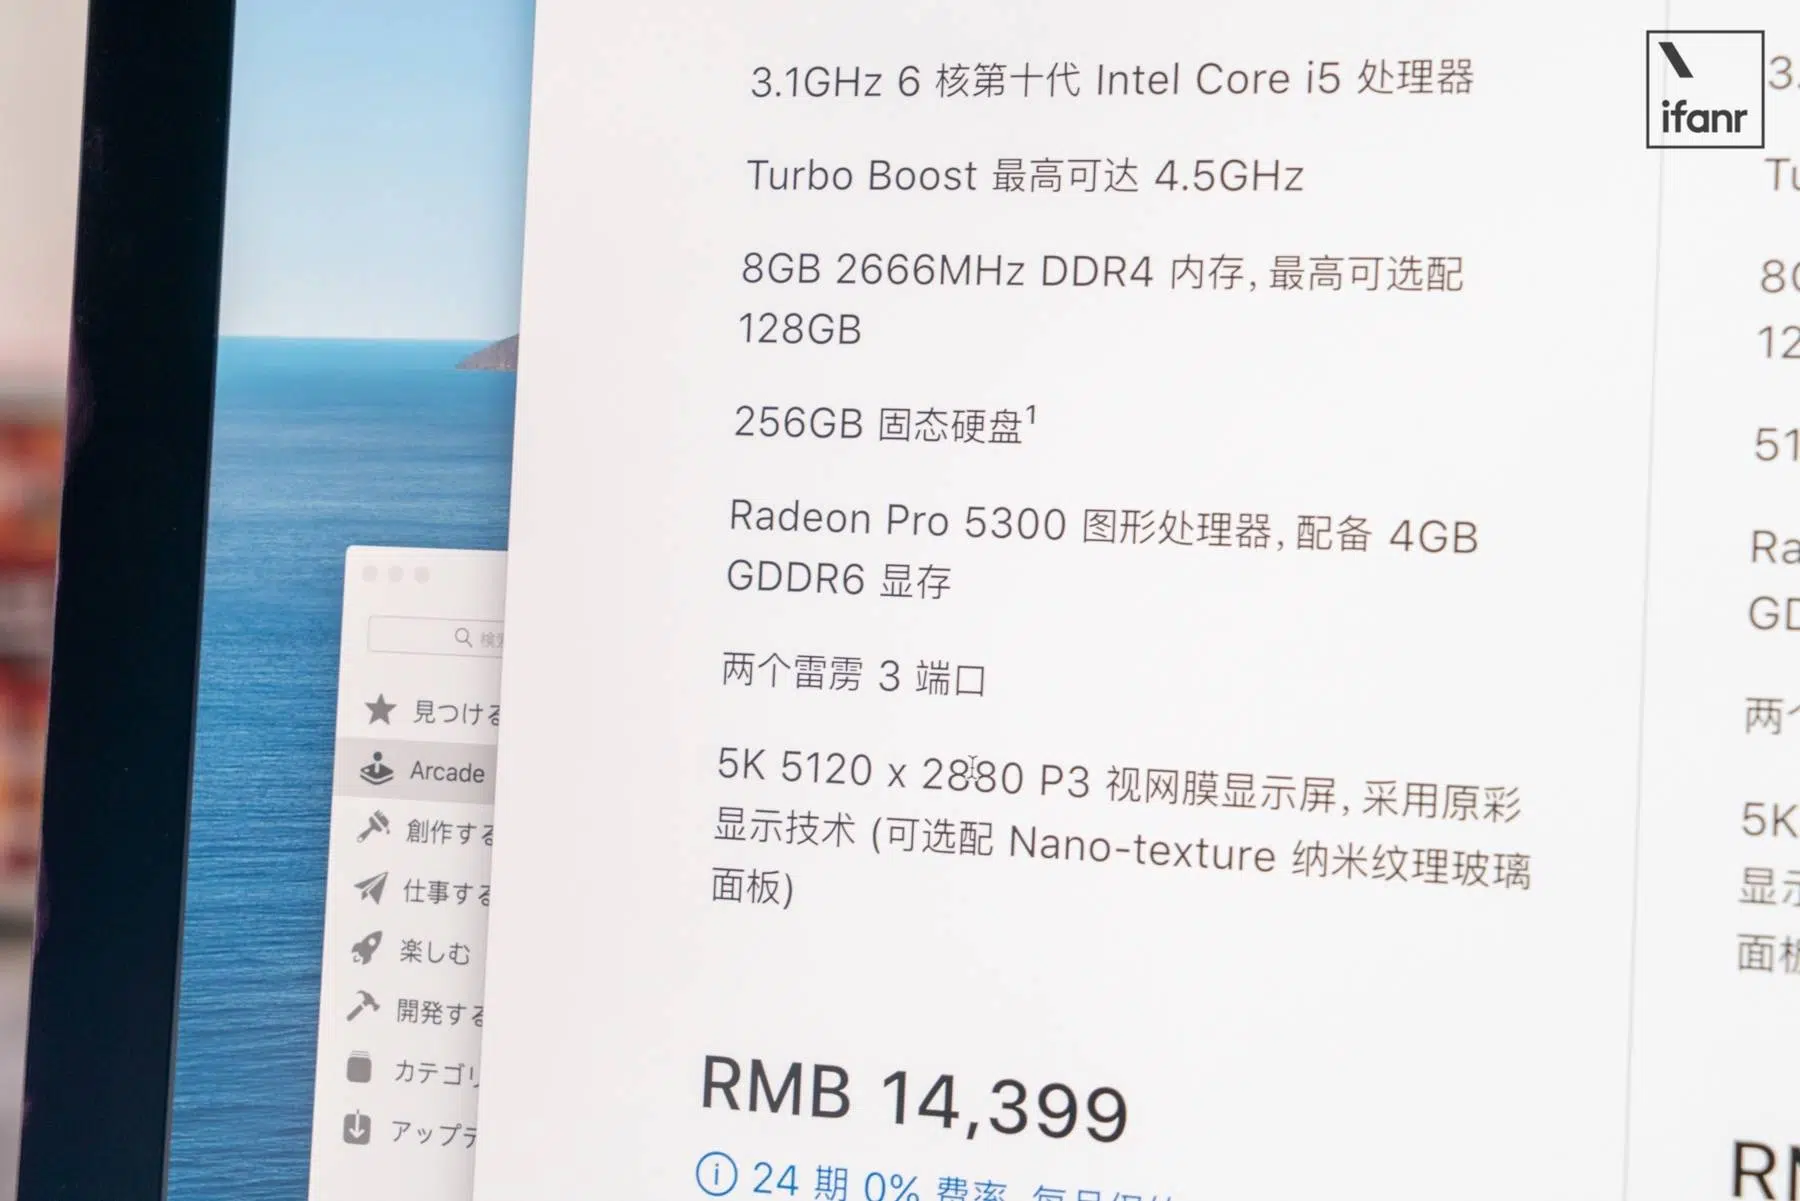 3.1GHz 6 核第十代 Intel Core i5 处理器
Turbo Boost 最高可达 4.5GHz
8GB 2666MHz DDR4 内存, 最高可选配
128GB
256GB 固态硬盘¹
Radeon Pro 5300 图形处理器, 配备 4GB
GDDR6 显存
两个雷雳 3 端口
5K 5120 x 2880 P3 视网膜显示屏, 采用原彩
显示技术 (可选配 Nano-texture 纳米纹理玻璃
面板)
RMB 14,399
24 期 0% 费率
ifanr
見つける
Arcade
創作する
仕事する
楽しむ
開発する
カテゴリ
アップデ
3.
Tu
8G
12
51
Ra
GD
两个
5K
显示
面板